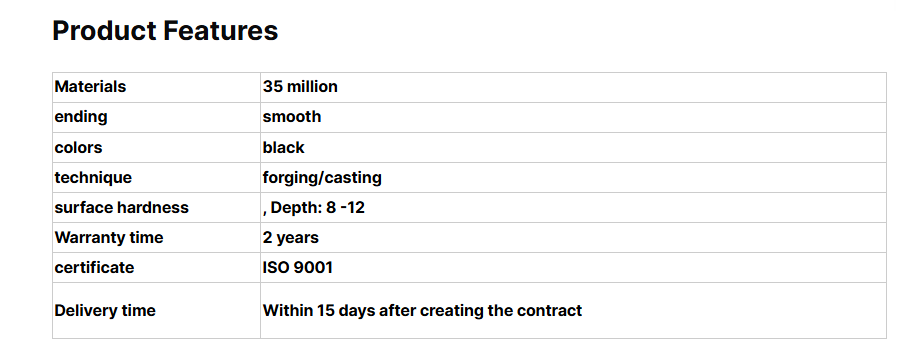 Product Features
Materials 35 million
ending smooth
colors black
technique forging/casting
surface hardness , Depth: 8 -12
Warranty time 2 years
certificate ISO 9001
Delivery time Within 15 days after creating the contract